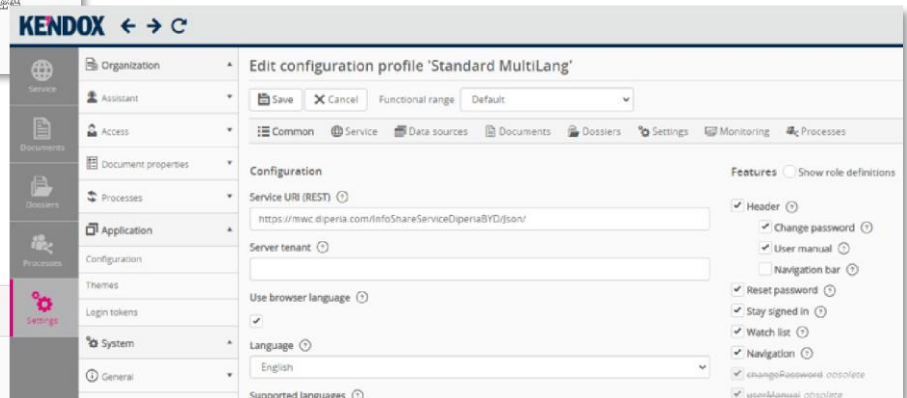 KENDOX
Service
Documents
Dossiers
Processes
Settings
Organization
Assistant
Access
Document properties
Processes
Application
Configuration
Themes
Login tokens
System
General
Edit configuration profile 'Standard MultiLang'
Save Cancel Functional range Default
Common Service Data sources Documents Dossiers Settings Monitoring Processes
Configuration
Service URI (REST)
https://mwc.diperia.com/InfoShareServiceDiperiaBYD/Json/
Server tenant
Use browser language
Language
English
Supported languages
Features Show role definitions
Header
Change password
User manual
Navigation bar
Reset password
Stay signed in
Watch list
Navigation
changePassword obsolete
userManual obsolete